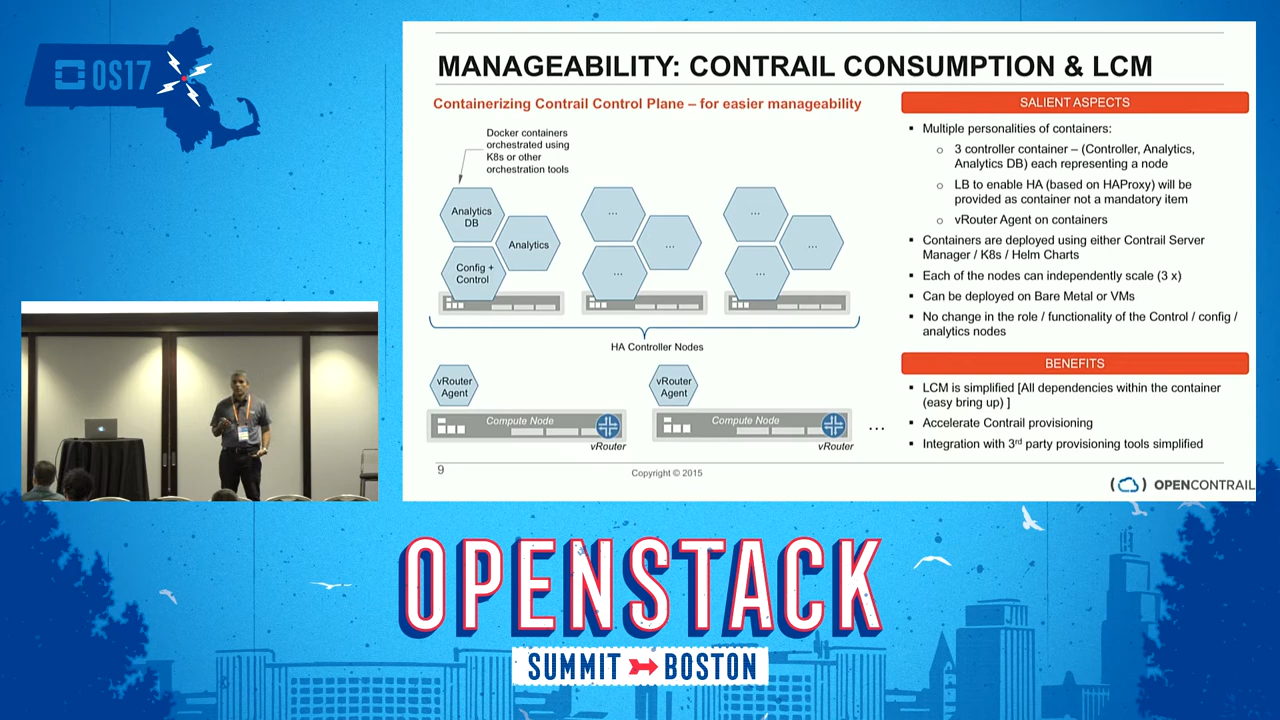 OS17
MANAGEABILITY: CONTRAIL CONSUMPTION & LCM
Containerizing Contrail Control Plane – for easier manageability
Docker containers
orchestrated using
K8s or other
orchestration tools
Analytics
DB
Analytics
Config +
Control
...
...
...
...
...
...
HA Controller Nodes
vRouter
Agent
Compute Node
vRouter
vRouter
Agent
Compute Node
vRouter
...
SALIENT ASPECTS
▪ Multiple personalities of containers:
o 3 controller container – (Controller, Analytics,
Analytics DB) each representing a node
o LB to enable HA (based on HAProxy) will be
provided as container not a mandatory item
o vRouter Agent on containers
▪ Containers are deployed using either Contrail Server
Manager / K8s / Helm Charts
▪ Each of the nodes can independently scale (3 x)
▪ Can be deployed on Bare Metal or VMs
▪ No change in the role / functionality of the Control / config /
analytics nodes
BENEFITS
▪ LCM is simplified [All dependencies within the container
(easy bring up) ]
▪ Accelerate Contrail provisioning
▪ Integration with 3rd party provisioning tools simplified
9
Copyright © 2015
OPENCONTRAIL
OPENSTACK
SUMMIT BOSTON